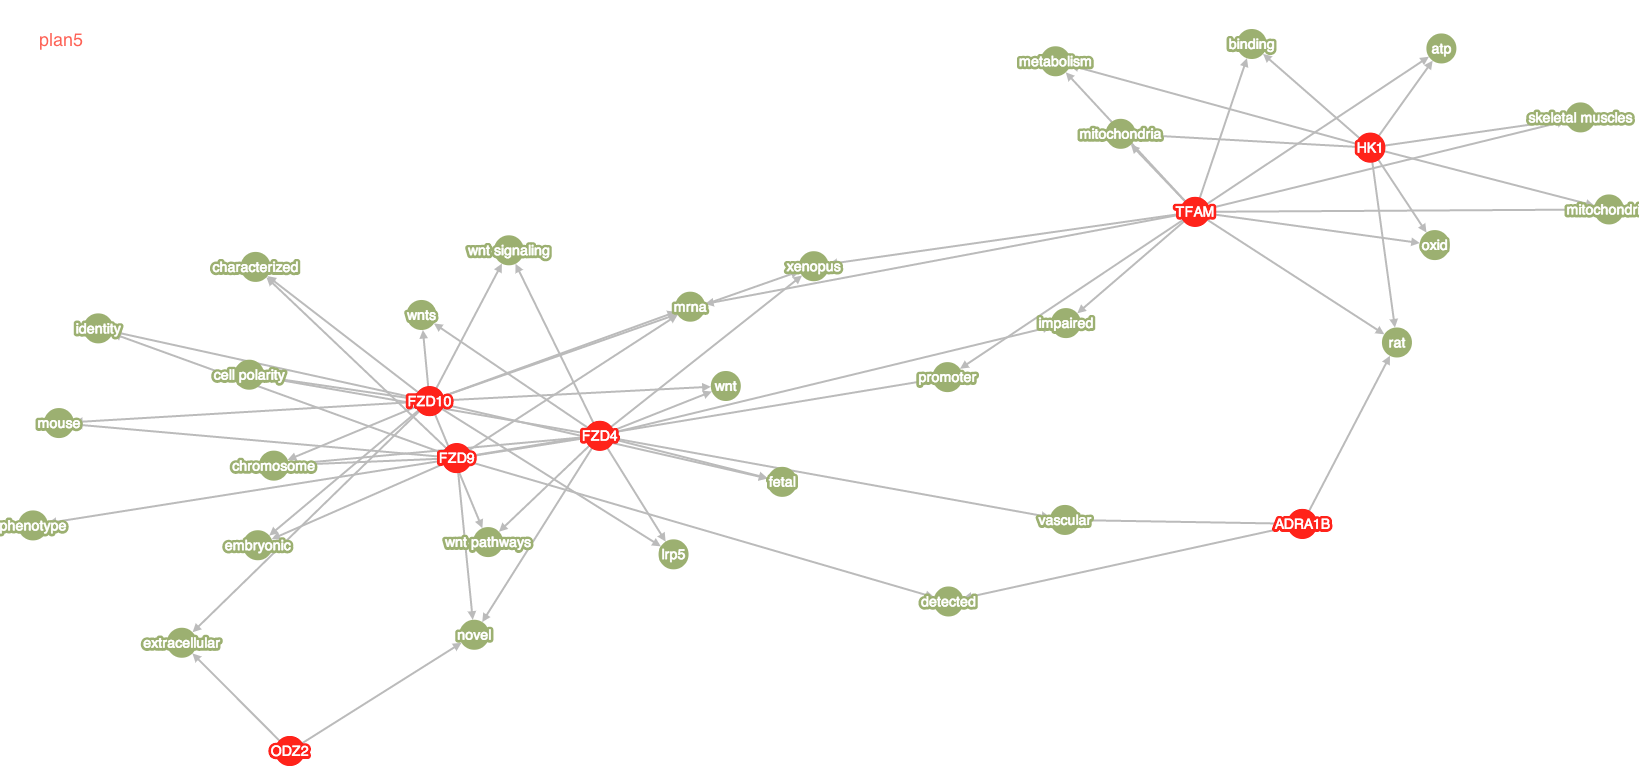 plan5
binding
atp
metabolism
skeletal muscles
mitochondria
HK1
TFAM
mitochondri
oxid
wnt signaling
characterized
xenopus
mrna
wnts
impaired
identity
rat
cell polarity
promoter
wnt
FZD10
mouse
FZD4
FZD9
chromosome
fetal
vascular
ADRA1B
phenotype
wnt pathways
embryonic
lrp5
detected
novel
extracellular
ODZ2